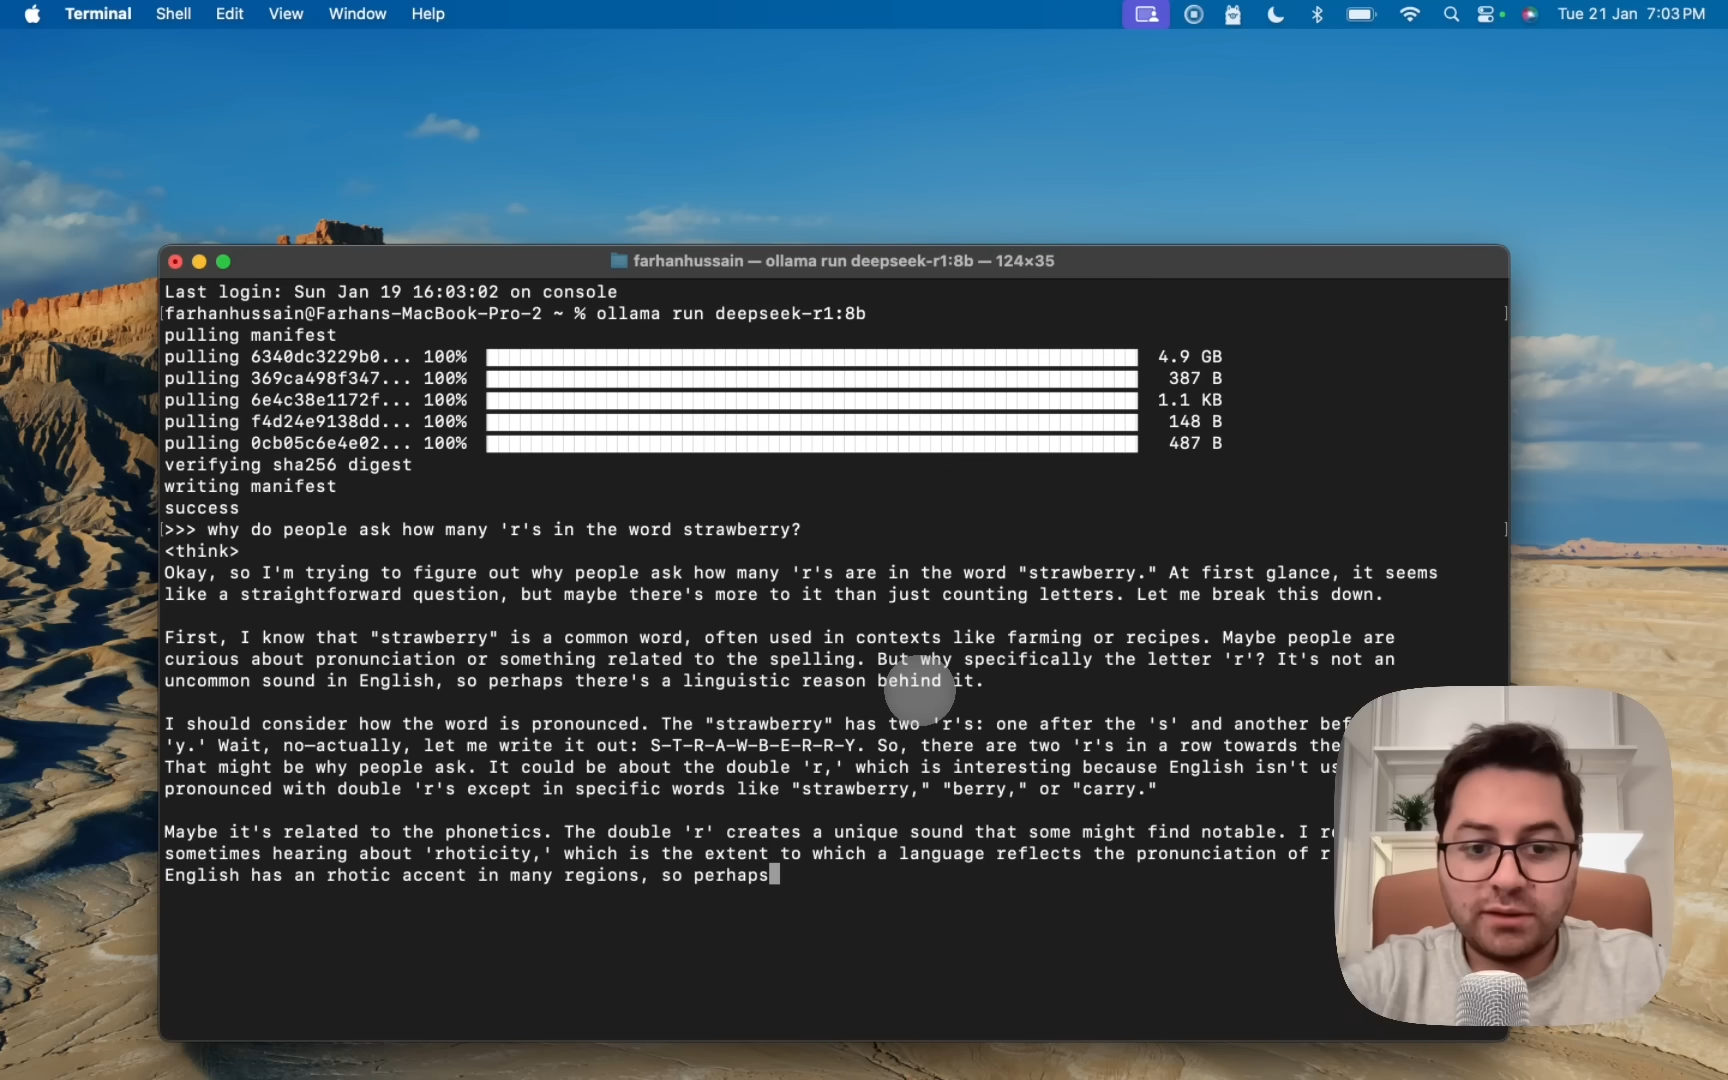 Terminal Shell Edit View Window Help Tue 21 Jan 7:03 PM
farhanhussain — ollama run deepseek-r1:8b — 124×35
Last login: Sun Jan 19 16:03:02 on console
[farhanhussain@Farhans-MacBook-Pro-2 ~ % ollama run deepseek-r1:8b ]
pulling manifest
pulling 6340dc3229b0... 100% 4.9 GB
pulling 369ca498f347... 100% 387 B
pulling 6e4c38e1172f... 100% 1.1 KB
pulling f4d24e9138dd... 100% 148 B
pulling 0cb05c6e4e02... 100% 487 B
verifying sha256 digest
writing manifest
success
[>>> why do people ask how many 'r's in the word strawberry? ]
<think>
Okay, so I'm trying to figure out why people ask how many 'r's are in the word "strawberry." At first glance, it seems
like a straightforward question, but maybe there's more to it than just counting letters. Let me break this down.
First, I know that "strawberry" is a common word, often used in contexts like farming or recipes. Maybe people are
curious about pronunciation or something related to the spelling. But why specifically the letter 'r'? It's not an
uncommon sound in English, so perhaps there's a linguistic reason behind it.
I should consider how the word is pronounced. The "strawberry" has two 'r's: one after the 's' and another
'y.' Wait, no—actually, let me write it out: S-T-R-A-W-B-E-R-R-Y. So, there are two 'r's in a row towards the
That might be why people ask. It could be about the double 'r,' which is interesting because English isn't
pronounced with double 'r's except in specific words like "strawberry," "berry," or "carry."
Maybe it's related to the phonetics. The double 'r' creates a unique sound that some might find notable. I
sometimes hearing about 'rhoticity,' which is the extent to which a language reflects the pronunciation of
English has an rhotic accent in many regions, so perhaps